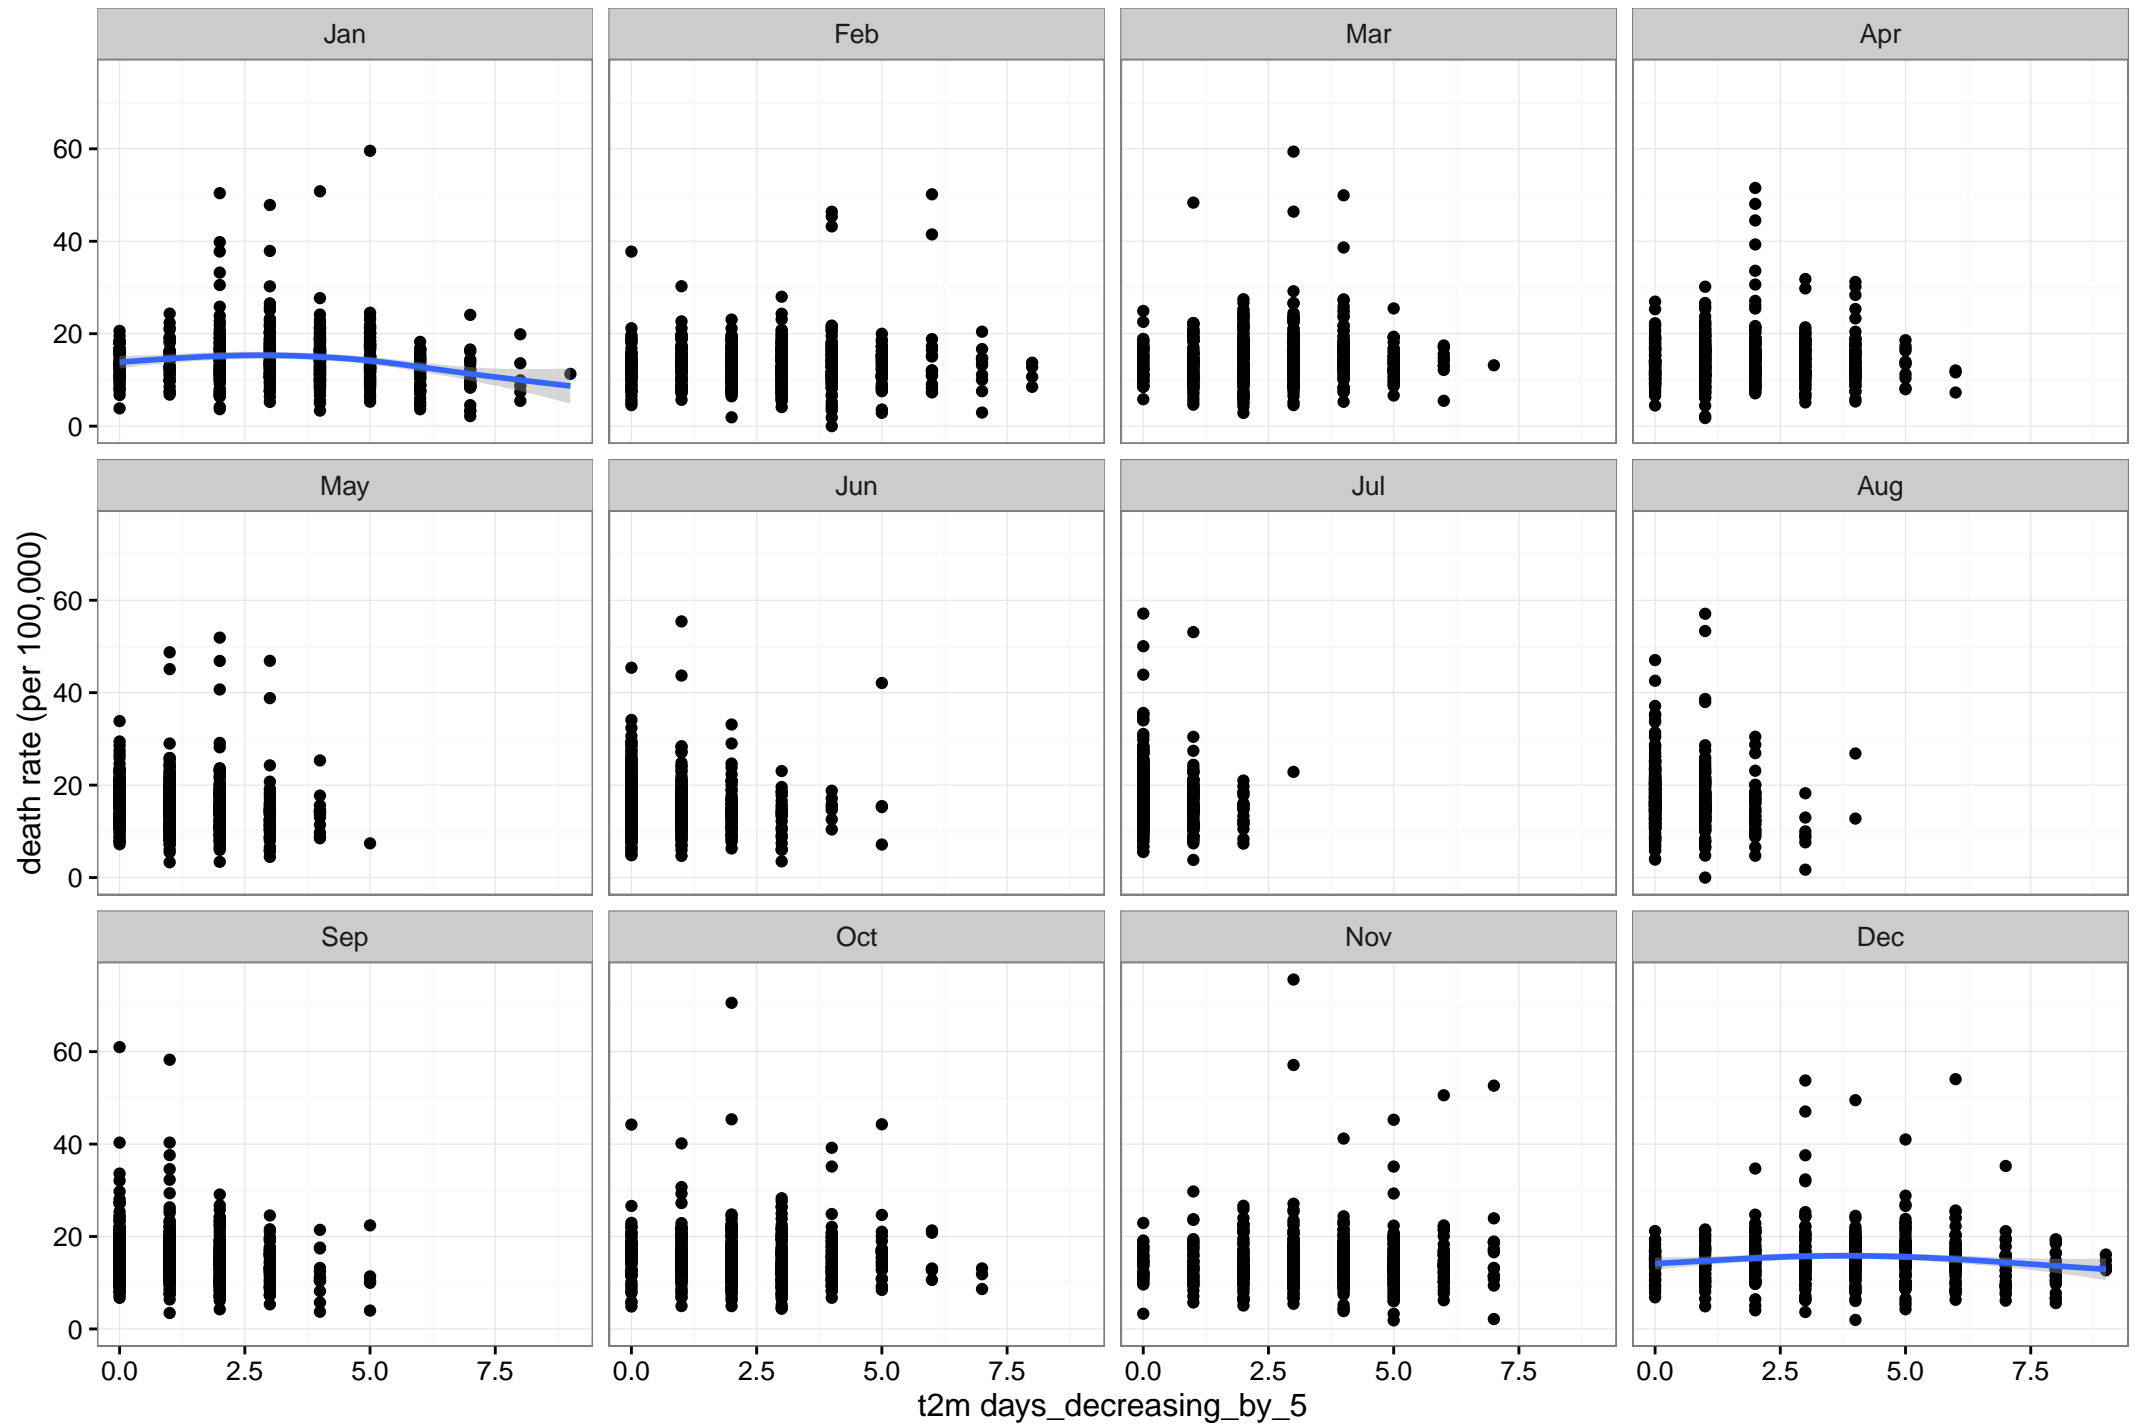 Jan Feb Mar Apr
60
40
20
0
May Jun Jul Aug
60
40
20
0
Sep Oct Nov Dec
60
40
20
0
0.0 2.5 5.0 7.5 0.0 2.5 5.0 7.5 0.0 2.5 5.0 7.5 0.0 2.5 5.0 7.5
t2m days_decreasing_by_5
death rate (per 100,000)